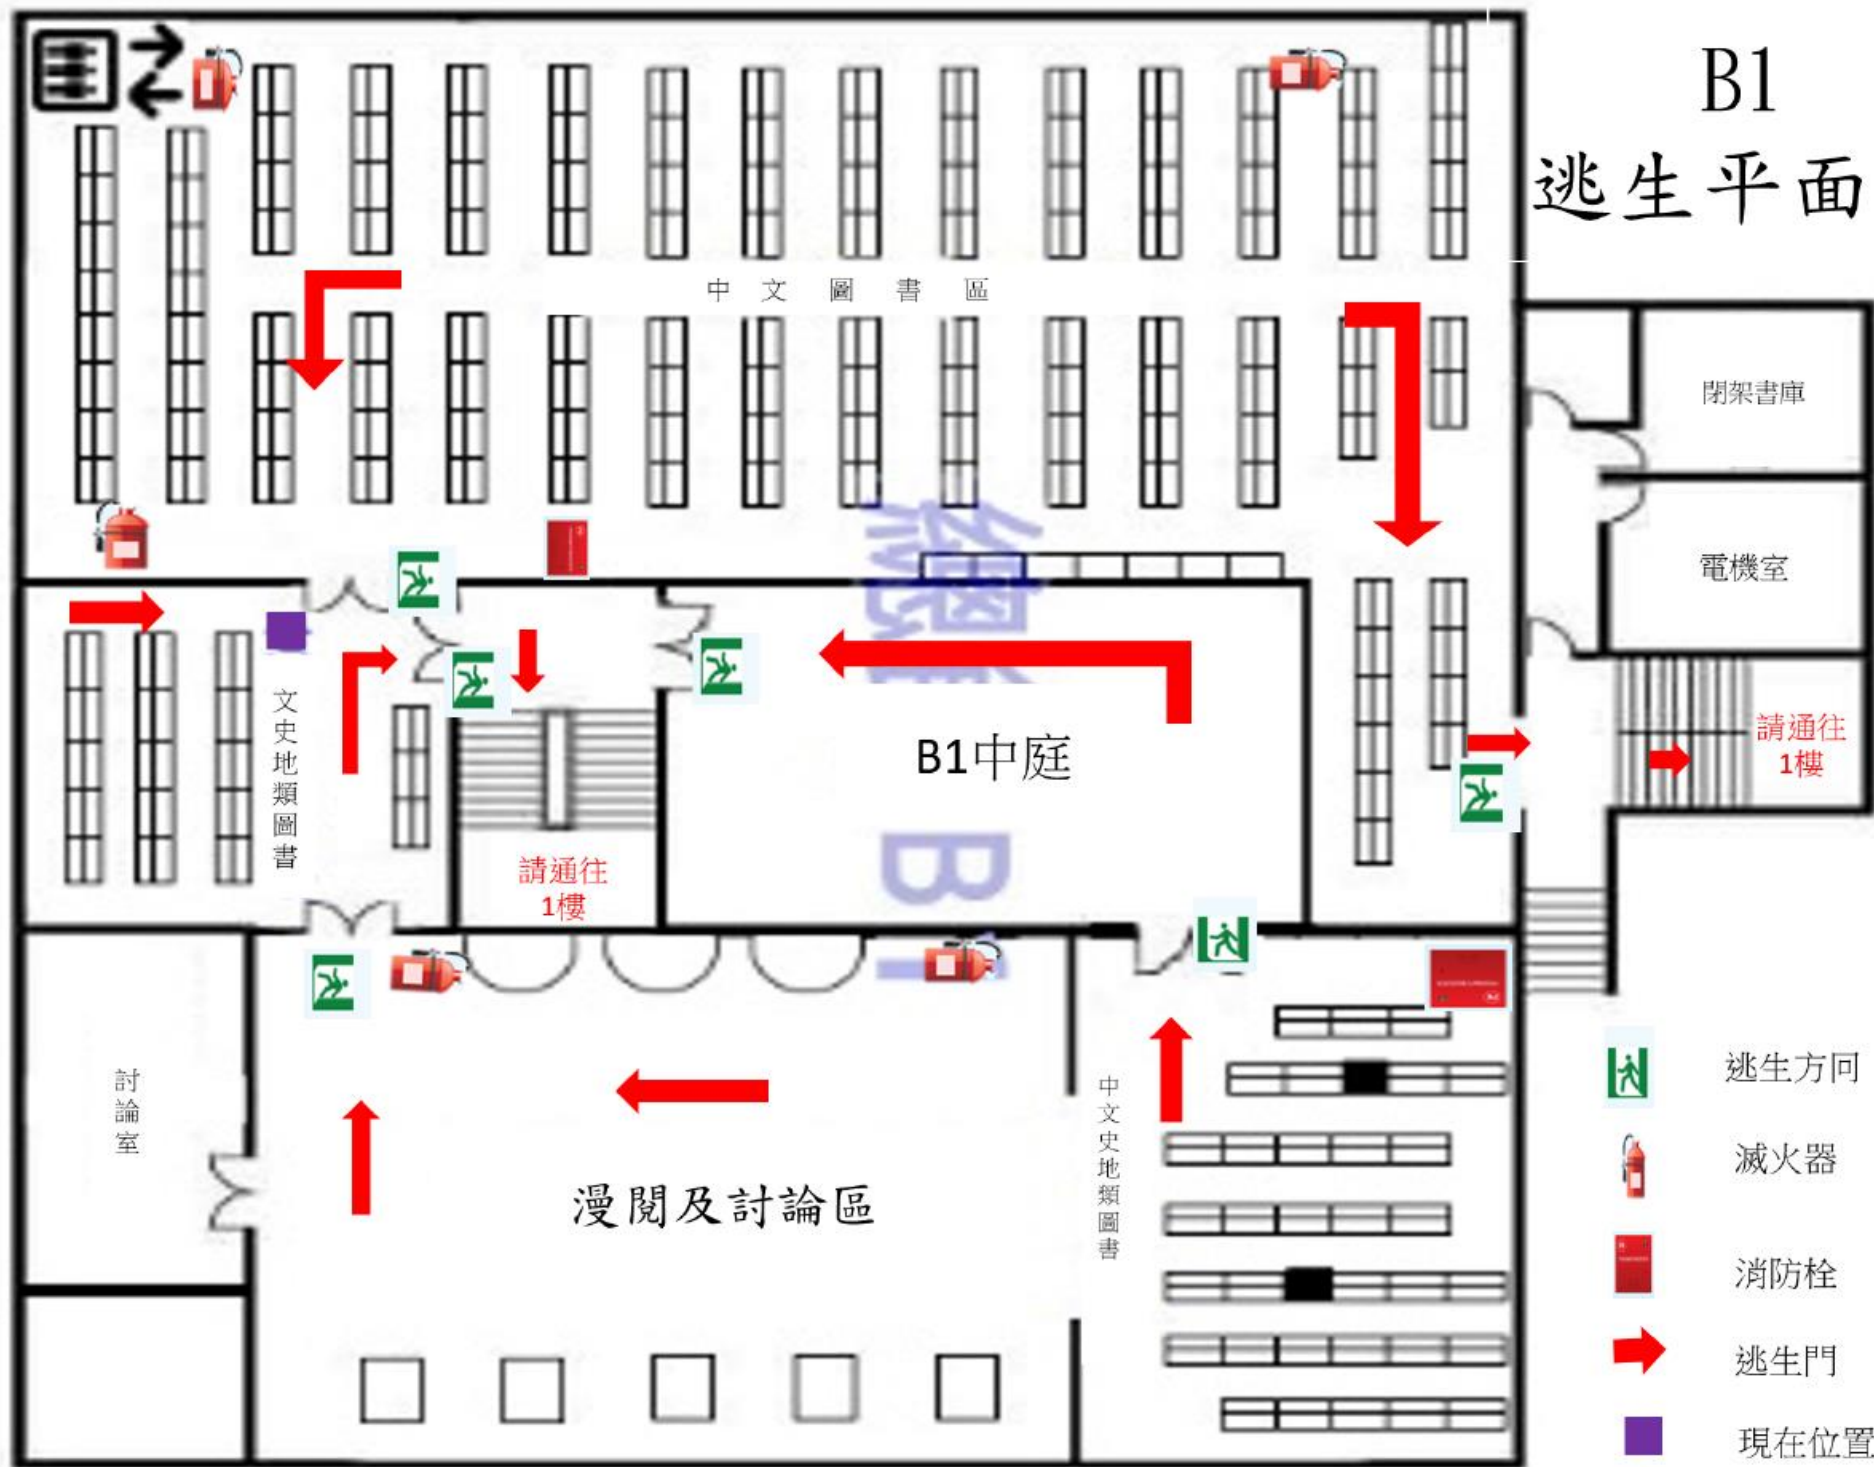 B1
逃生平面
中文圖書區
閉架書庫
電機室
文史地類圖書
B1中庭
請通往
1樓
請通往
1樓
總圖 B1
討論室
漫閱及討論區
中文史地類圖書
逃生方向
滅火器
消防栓
逃生門
現在位置